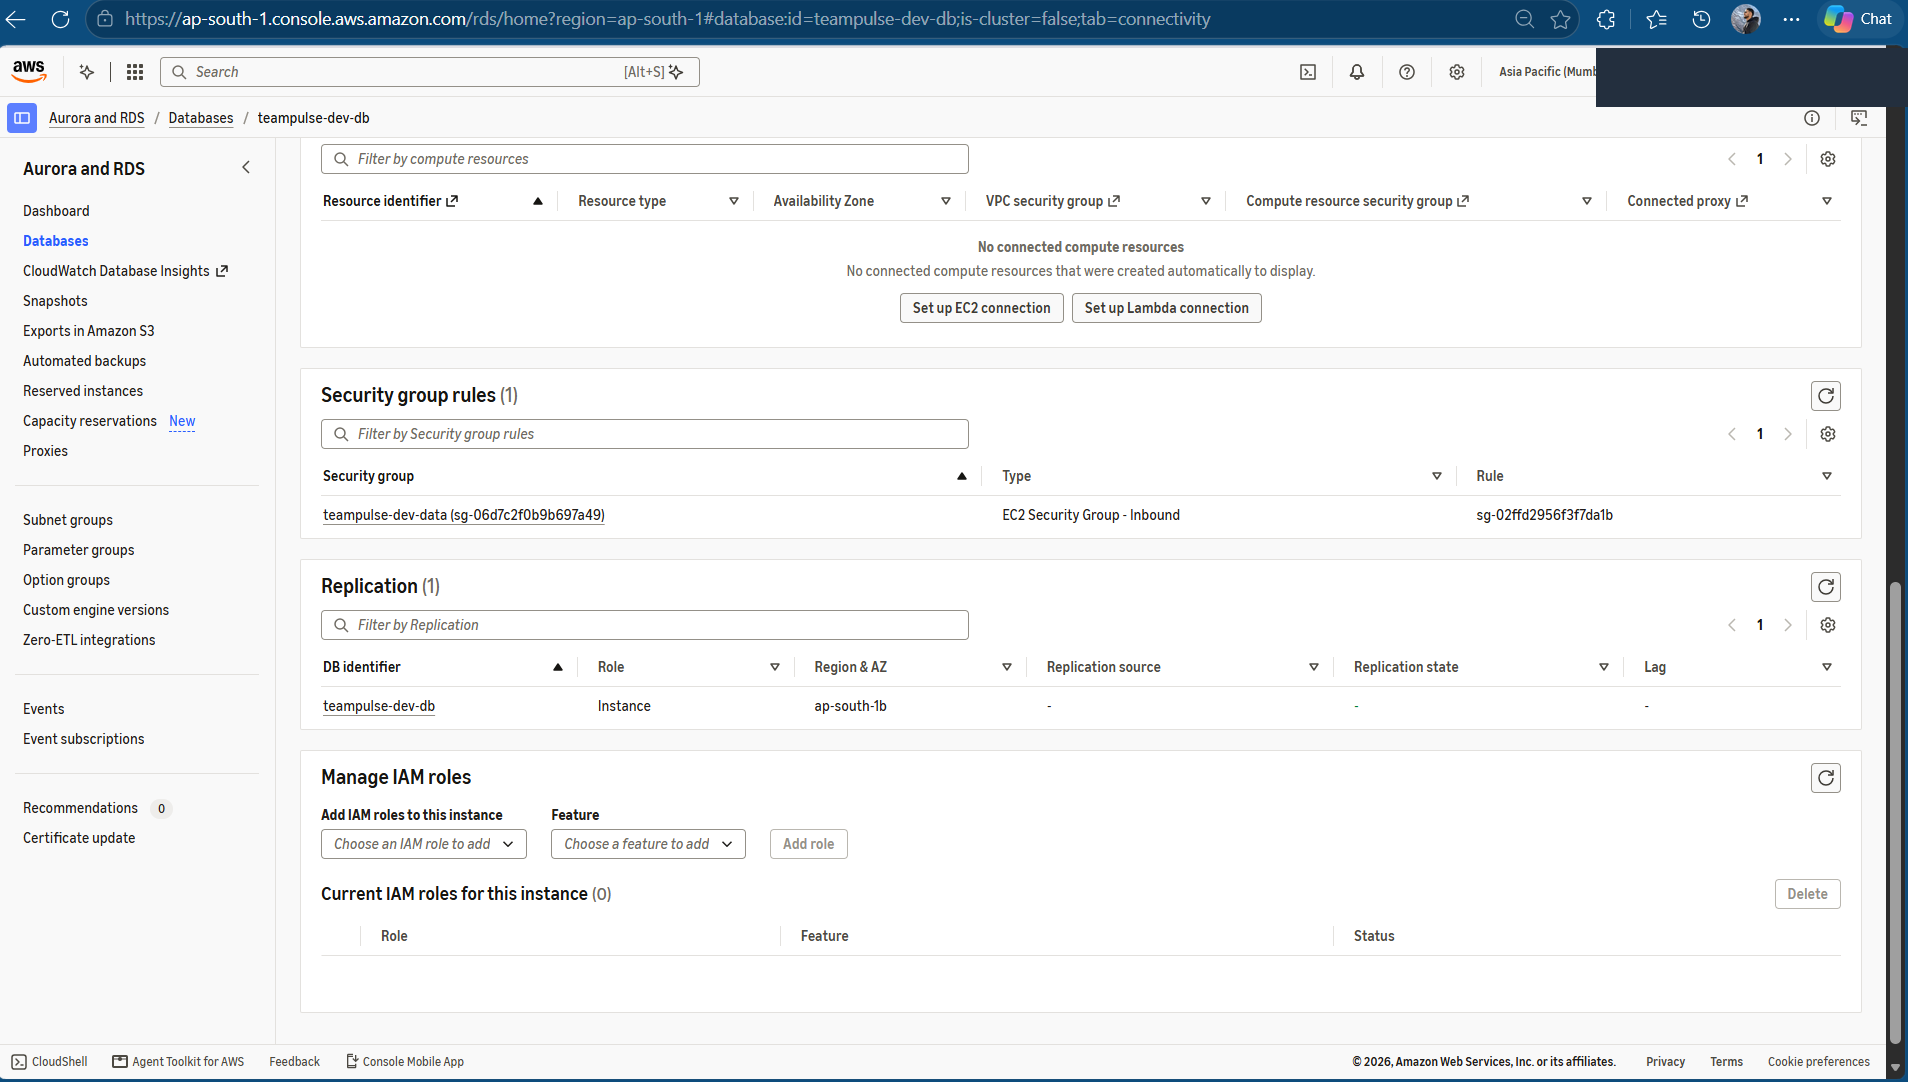 https://ap-south-1.console.aws.amazon.com/rds/home?region=ap-south-1#database:id=teampulse-dev-db;is-cluster=false;tab=connectivity
Chat
aws
Search
[Alt+S]
Asia Pacific (Mumb
Aurora and RDS / Databases / teampulse-dev-db
Aurora and RDS
Dashboard
Databases
CloudWatch Database Insights
Snapshots
Exports in Amazon S3
Automated backups
Reserved instances
Capacity reservations New
Proxies
Subnet groups
Parameter groups
Option groups
Custom engine versions
Zero-ETL integrations
Events
Event subscriptions
Recommendations 0
Certificate update
Filter by compute resources
1
Resource identifier Resource type Availability Zone VPC security group Compute resource security group Connected proxy
No connected compute resources
No connected compute resources that were created automatically to display.
Set up EC2 connection Set up Lambda connection
Security group rules (1)
Filter by Security group rules
1
Security group Type Rule
teampulse-dev-data (sg-06d7c2f0b9b697a49) EC2 Security Group - Inbound sg-02ffd2956f3f7da1b
Replication (1)
Filter by Replication
1
DB identifier Role Region & AZ Replication source Replication state Lag
teampulse-dev-db Instance ap-south-1b - - -
Manage IAM roles
Add IAM roles to this instance Feature
Choose an IAM role to add Choose a feature to add Add role
Current IAM roles for this instance (0)
Delete
Role Feature Status
CloudShell Agent Toolkit for AWS Feedback Console Mobile App
© 2026, Amazon Web Services, Inc. or its affiliates. Privacy Terms Cookie preferences